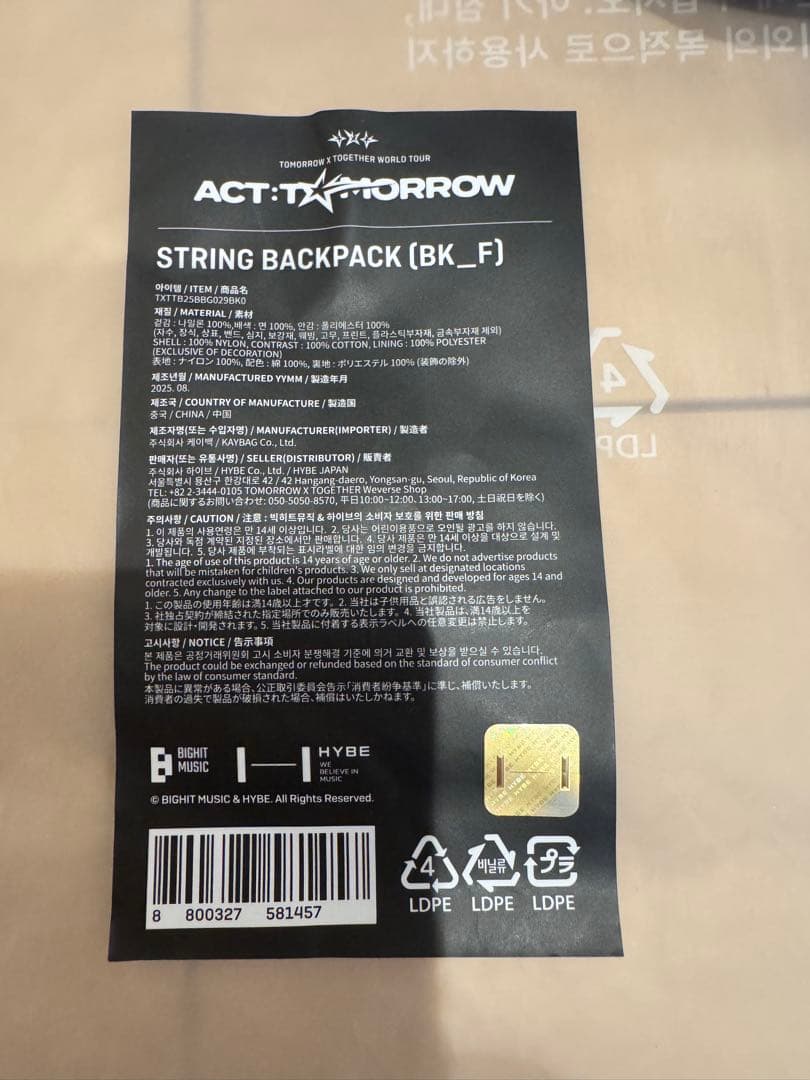 외의 목적으로 사용하지
TOMORROW X TOGETHER WORLD TOUR
ACT:TOMORROW
STRING BACKPACK (BK_F)
아이템 / ITEM / 商品名
TXTTB25BBG029BK0
재질 / MATERIAL / 素材
겉감 : 나일론 100%, 배색 : 면 100%, 안감 : 폴리에스터 100%
(자수, 장식, 상표, 밴드, 심지, 보강재, 웨빙, 고무, 프린트, 플라스틱부자재, 금속부자재 제외)
SHELL : 100% NYLON, CONTRAST : 100% COTTON, LINING : 100% POLYESTER
(EXCLUSIVE OF DECORATION)
表地 : ナイロン 100%, 配色 : 綿 100%, 裏地 : ポリエステル 100% (装飾の除外)
제조년월 / MANUFACTURED YYMM / 製造年月
2025. 08.
제조국 / COUNTRY OF MANUFACTURE / 製造国
중국 / CHINA / 中国
제조자명(또는 수입자명) / MANUFACTURER(IMPORTER) / 製造者
주식회사 케이백 / KAYBAG Co., Ltd.
판매자(또는 유통사명) / SELLER(DISTRIBUTOR) / 販賣者
주식회사 하이브 / HYBE Co., Ltd. / HYBE JAPAN
서울특별시 용산구 한강대로 42 / 42 Hangang-daero, Yongsan-gu, Seoul, Republic of Korea
TEL: +82 2-3444-0105 TOMORROW X TOGETHER Weverse Shop
(商品に関するお問い合わせ: 050-5050-8570, 平日10:00~12:00, 13:00~17:00, 土日祝日を除く)
주의사항 / CAUTION / 注意 : 빅히트뮤직 & 하이브의 소비자 보호를 위한 판매 방침
1. 이 제품의 사용연령은 만 14세 이상입니다. 2. 당사는 어린이용품으로 오인될 광고를 하지 않습니다.
3. 당사와 독점 계약된 지정된 장소에서만 판매합니다. 4. 당사 제품은 만 14세 이상을 대상으로 설계 및
개발됩니다. 5. 당사 제품에 부착되는 표시라벨에 대한 임의 변경을 금지합니다.
1. The age of use of this product is 14 years of age or older. 2. We do not advertise products
that will be mistaken for children's products. 3. We only sell at designated locations
contracted exclusively with us. 4. Our products are designed and developed for ages 14 and
older. 5. Any change to the label attached to our product is prohibited.
1. この製品の使用年齢は満14歳以上才です。2. 当社は子供用品と誤認される広告をしません。
3. 社独占契約が締結された指定場所でのみ販売いたします。4. 当社製品は、満14歳以上を
対象に設計・開発されます。5. 当社製品に付着する表示ラベルへの任意変更は禁止します。
고시사항 / NOTICE / 告示事項
본 제품은 공정거래위원회 고시 소비자 분쟁해결 기준에 의거 교환 및 보상을 받으실 수 있습니다.
The product could be exchanged or refunded based on the standard of consumer conflict
by the law of consumer standard.
本製品に異常がある場合、公正取引委員会告示「消費者紛争基準」に準じ、補償いたします。
消費者の過失で製品が破損された場合、補償はいたしかねます。
BIGHIT
MUSIC
HYBE
WE
BELIEVE IN
MUSIC
© BIGHIT MUSIC & HYBE. All Rights Reserved.
8 800327 581457
4 비닐류 プラ
LDPE LDPE LDPE
4
LDP